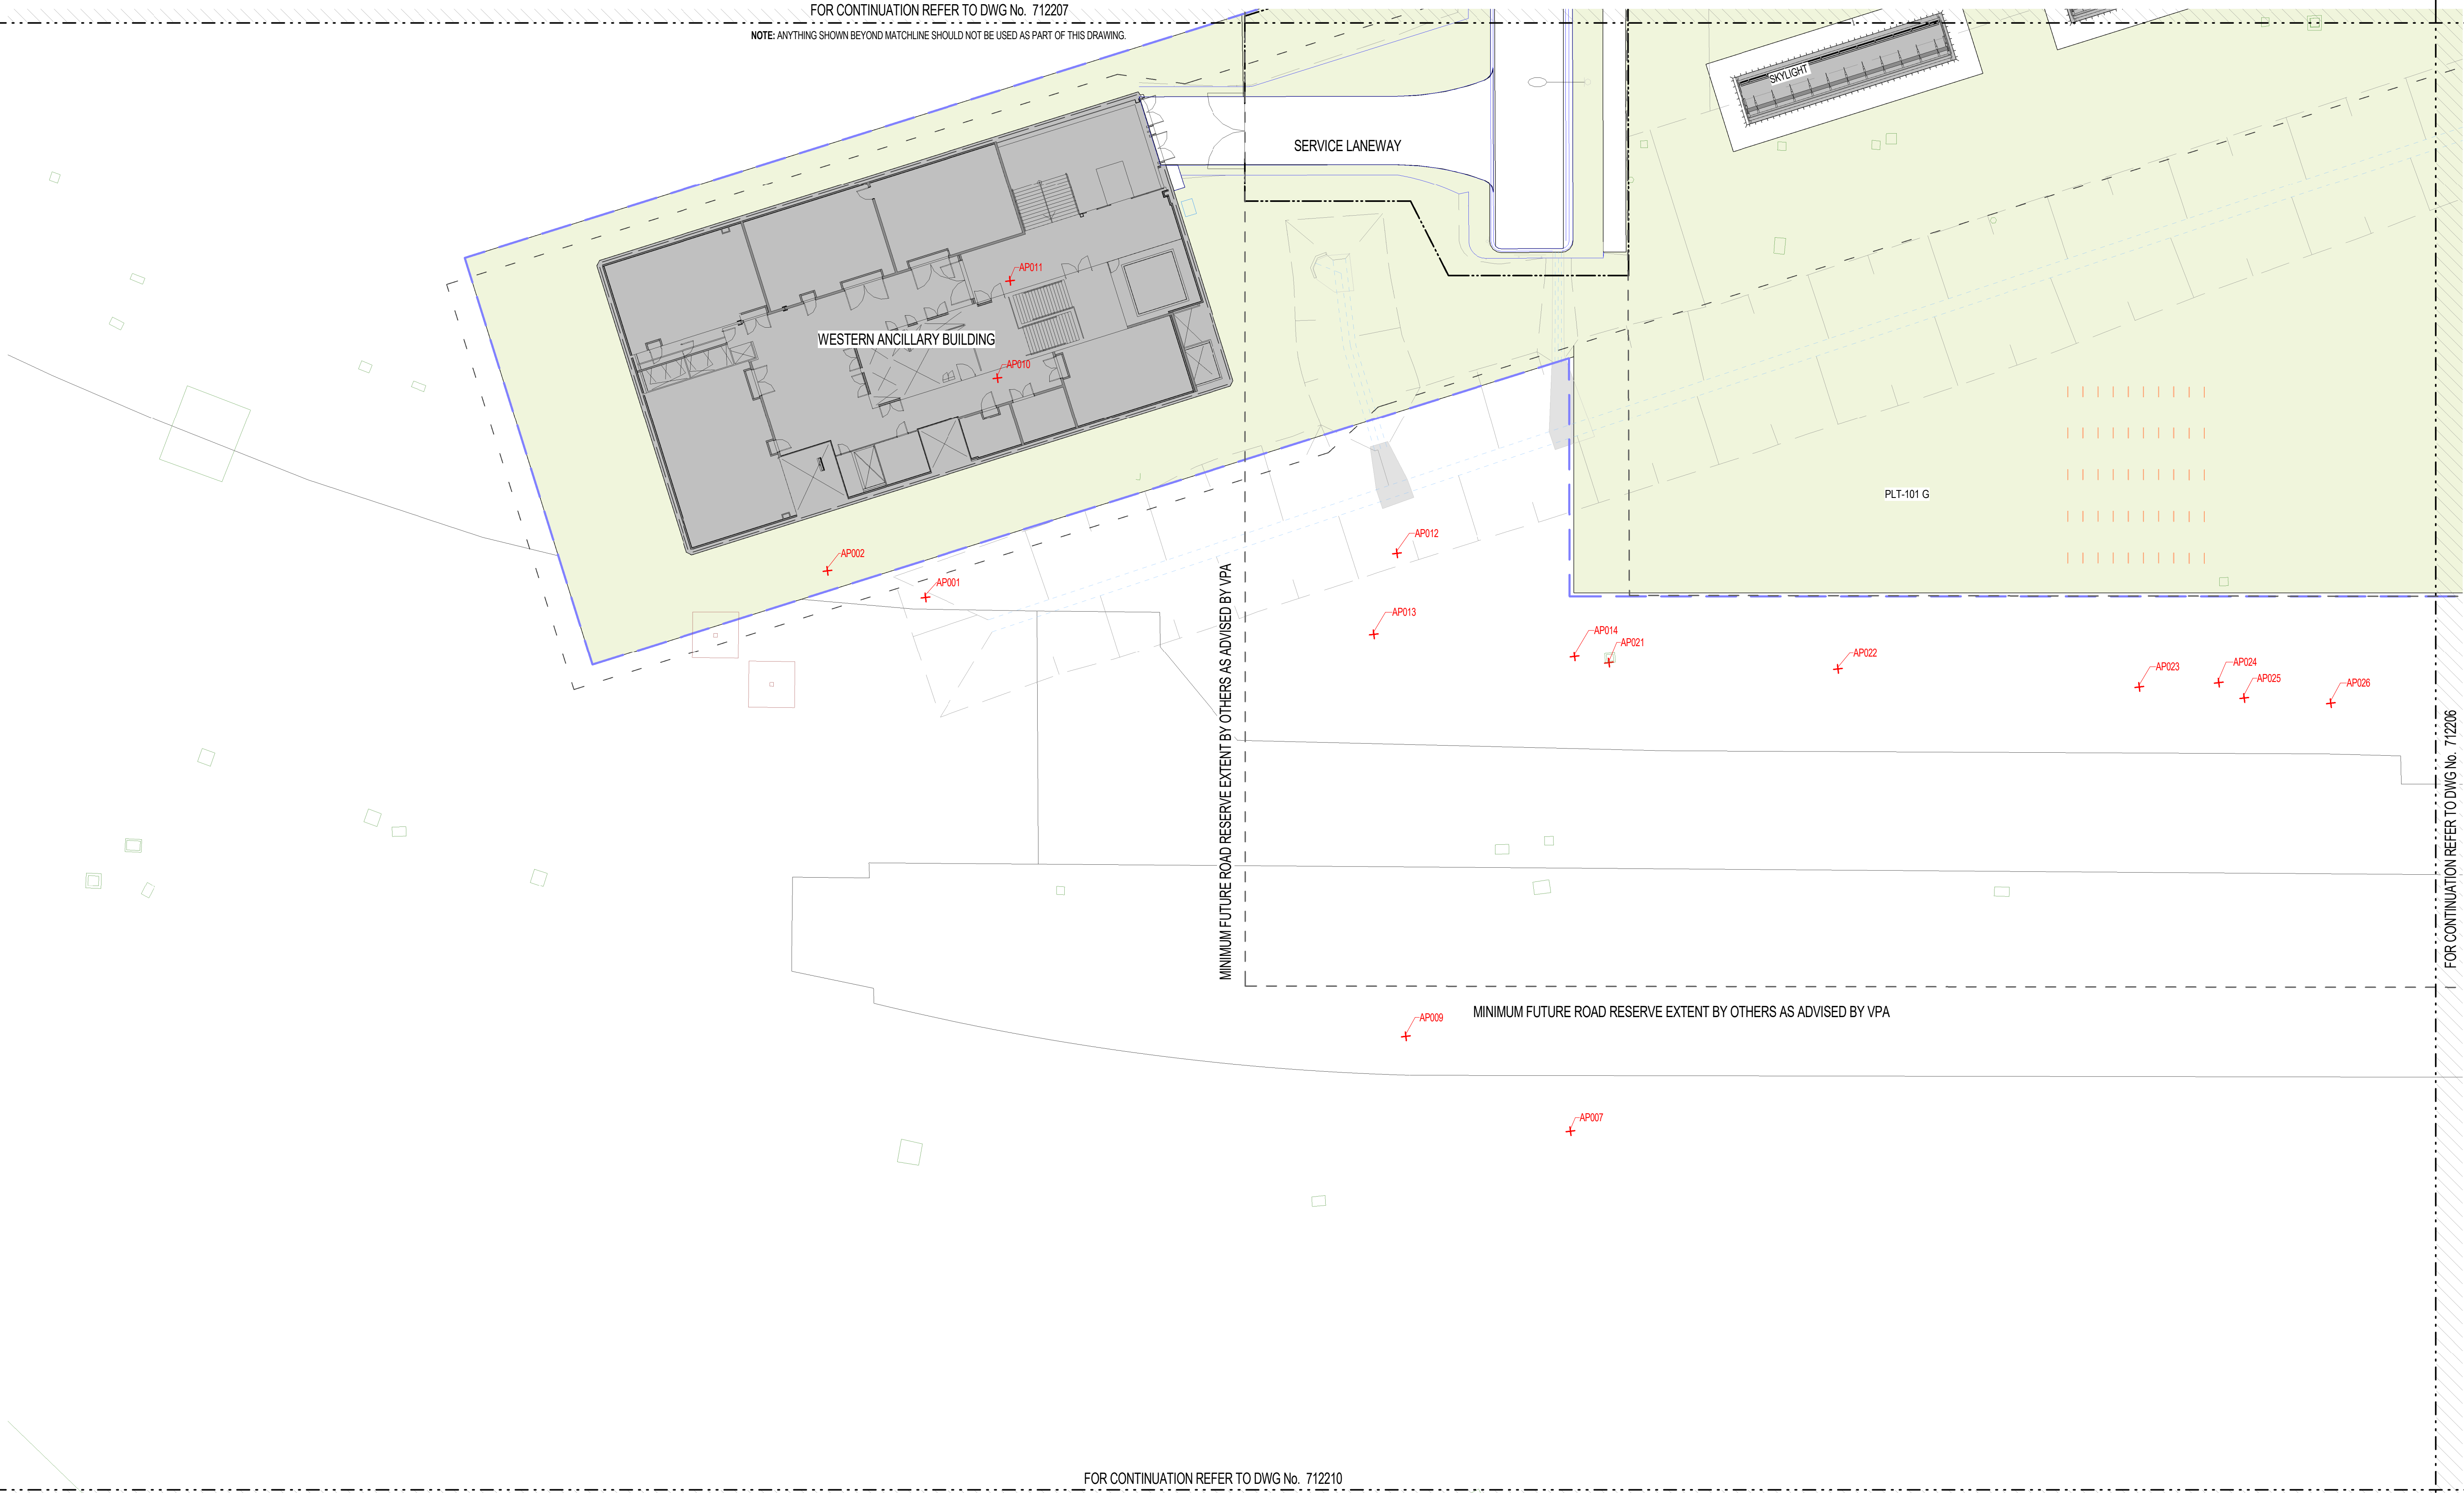 FOR CONTINUATION REFER TO DWG No. 712207
NOTE: ANYTHING SHOWN BEYOND MATCHLINE SHOULD NOT BE USED AS PART OF THIS DRAWING.
SKYLIGHT
SERVICE LANEWAY
AP011
WESTERN ANCILLARY BUILDING
AP010
PLT-101 G
AP002
AP012
AP001
AP013
AP014
AP021
AP022
AP023
AP024
AP025
AP026
MINIMUM FUTURE ROAD RESERVE EXTENT BY OTHERS AS ADVISED BY VPA
FOR CONTINUATION REFER TO DWG No. 712206
MINIMUM FUTURE ROAD RESERVE EXTENT BY OTHERS AS ADVISED BY VPA
AP009
AP007
FOR CONTINUATION REFER TO DWG No. 712210